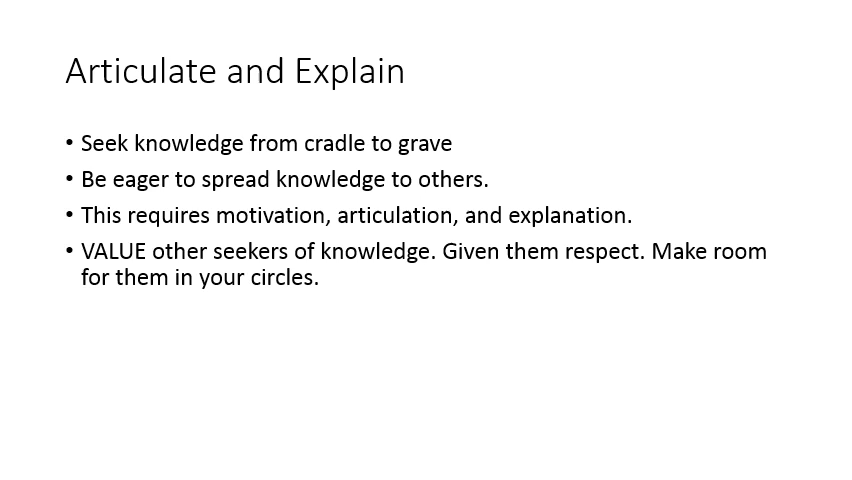 Articulate and Explain
• Seek knowledge from cradle to grave
• Be eager to spread knowledge to others.
• This requires motivation, articulation, and explanation.
• VALUE other seekers of knowledge. Given them respect. Make room
for them in your circles.